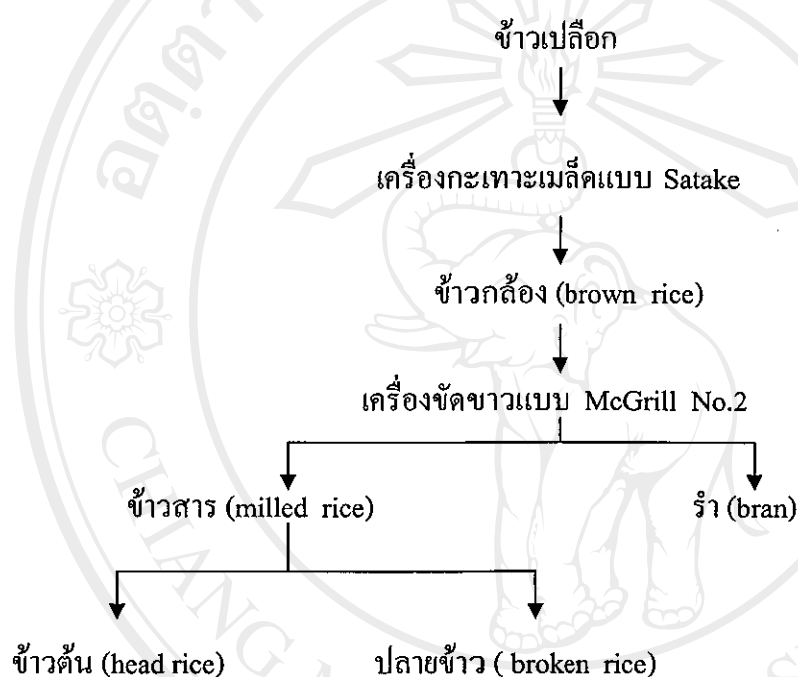 ข้าวเปลือก
เครื่องกะเทาะเมล็ดแบบ Satake
ข้าวกล้อง (brown rice)
เครื่องขัดขาวแบบ McGrill No.2
ข้าวสาร (milled rice)
รำ (bran)
ข้าวต้น (head rice)
ปลายข้าว ( broken rice)
CHIANG